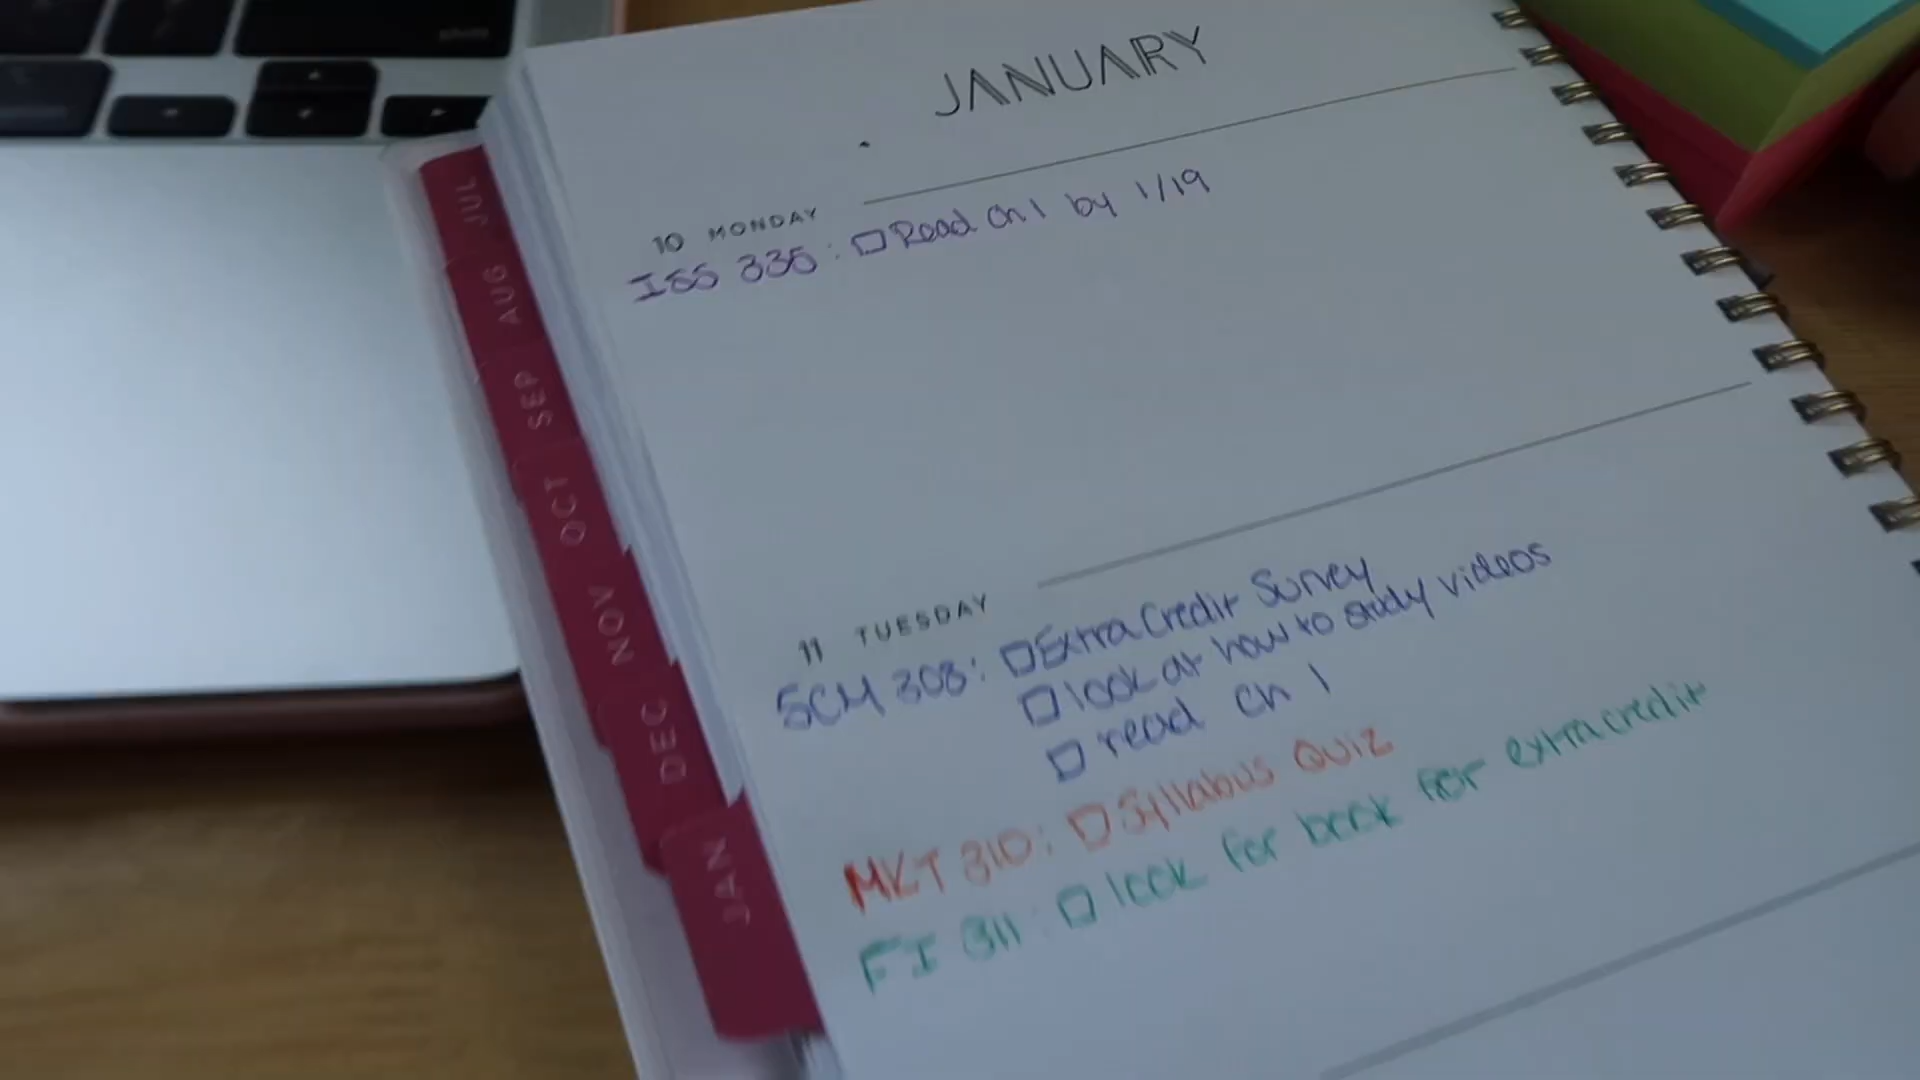 JANUARY
10 MONDAY
ISS 335: Read Ch 1 by 1/19
11 TUESDAY
SCM 303: Extra Credit Survey
look at how to study videos
read ch 1
MKT 310: Syllabus Quiz
FI 311: look for book for extra credit
JUL
AUG
SEP
OCT
NOV
DEC
JAN